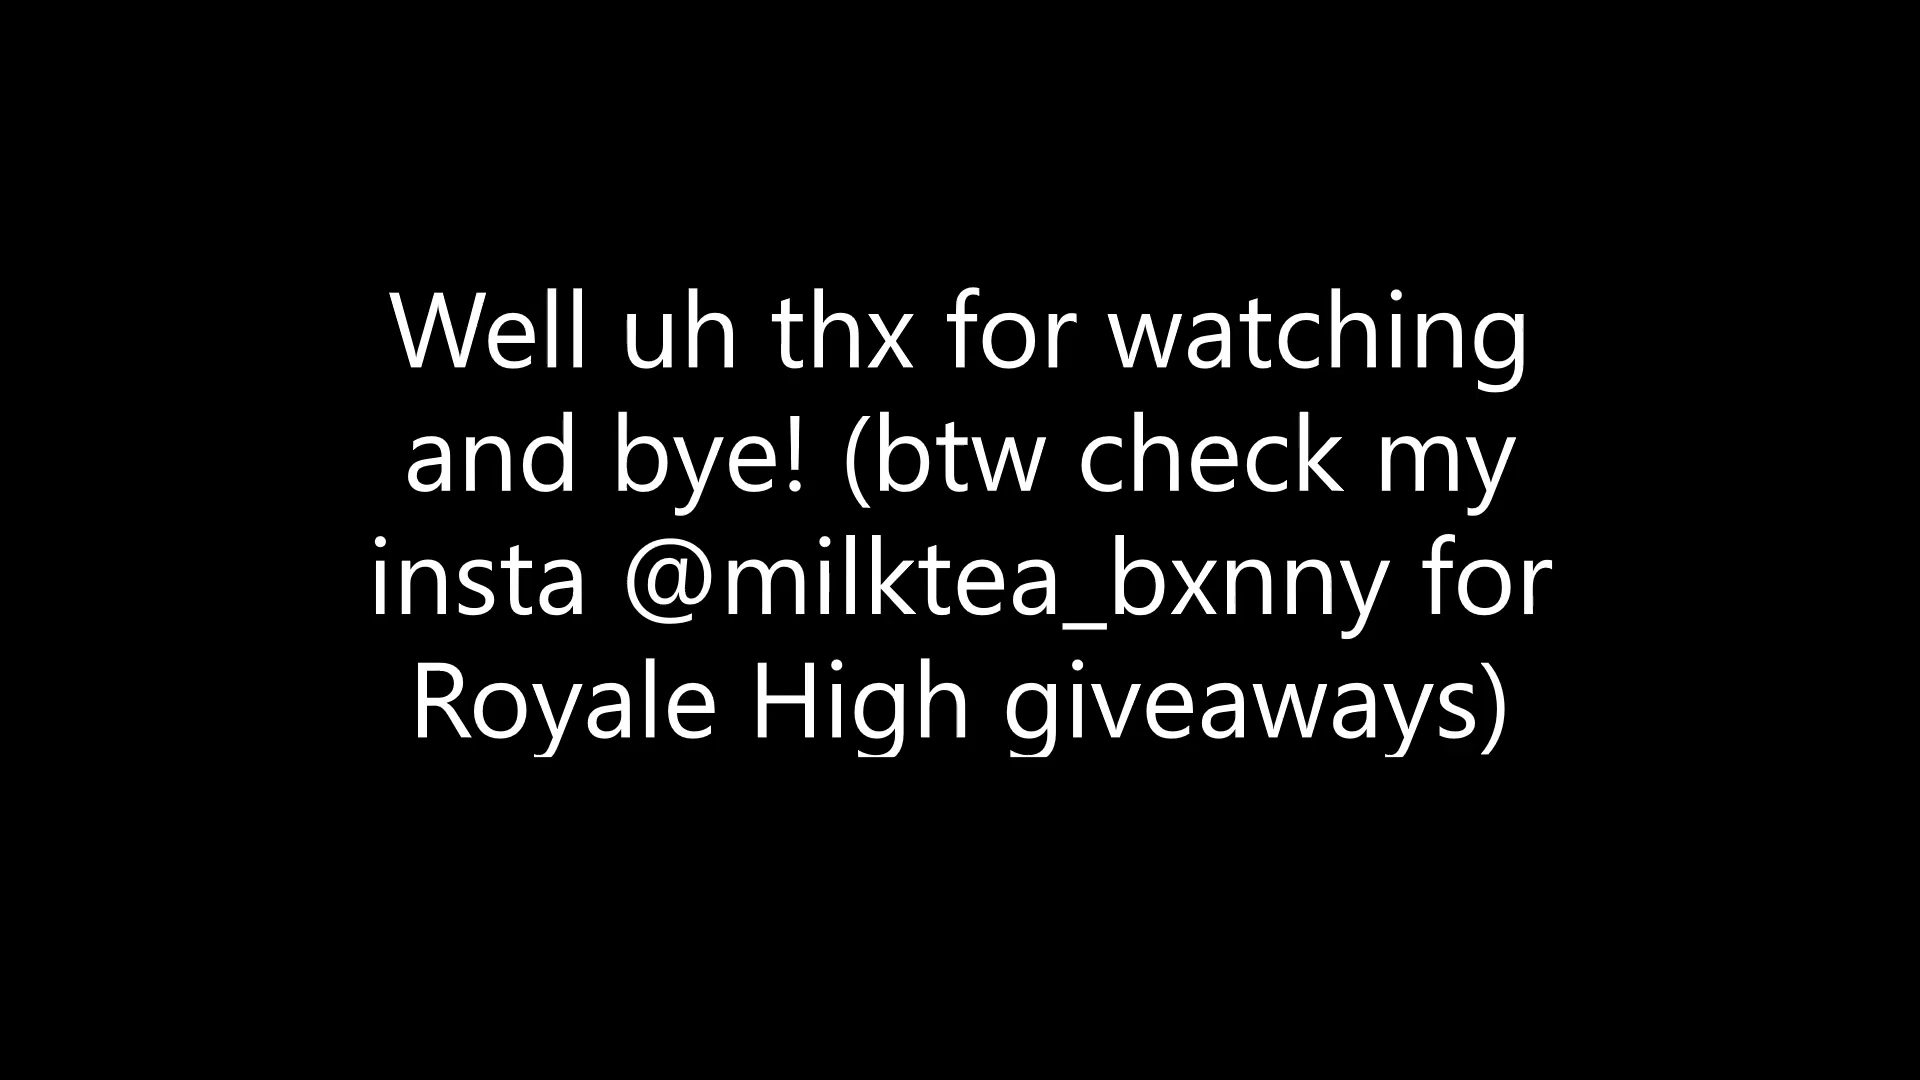 Well uh thx for watching
and bye! (btw check my
insta @milktea_bxnny for
Royale High giveaways)